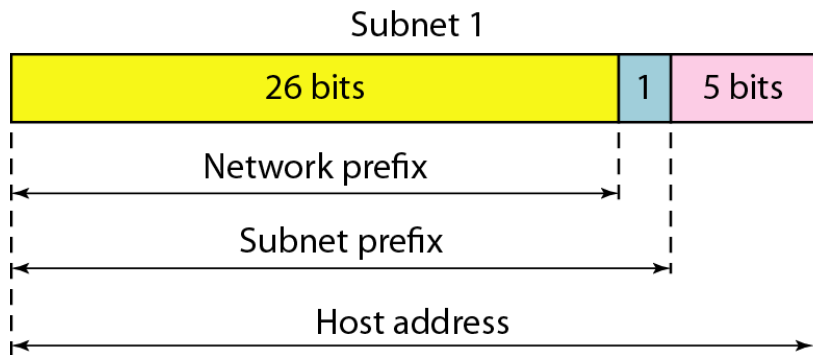 Subnet 1
26 bits 1 5 bits
Network prefix
Subnet prefix
Host address